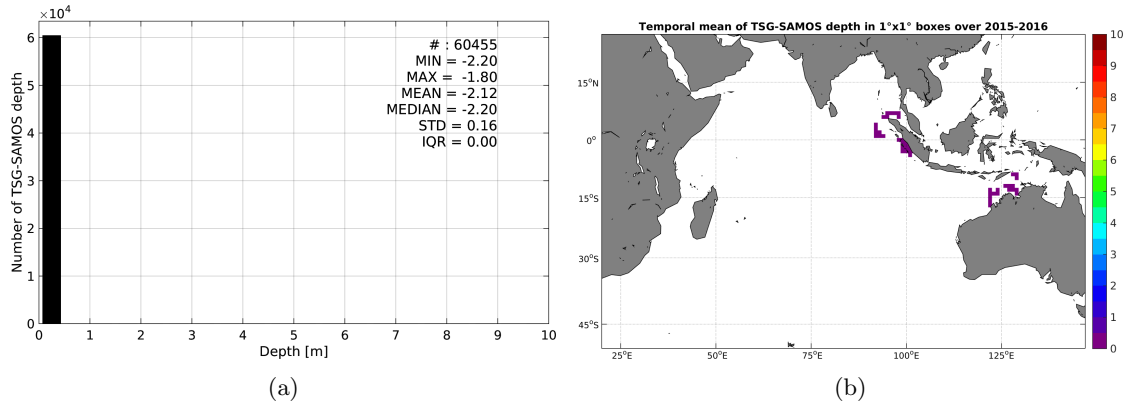 ×10⁴
6
5
4
3
2
1
0
Number of TSG-SAMOS depth
# : 60455
MIN = -2.20
MAX = -1.80
MEAN = -2.12
MEDIAN = -2.20
STD = 0.16
IQR = 0.00
0 1 2 3 4 5 6 7 8 9 10
Depth [m]
(a)
Temporal mean of TSG-SAMOS depth in 1°x1° boxes over 2015-2016
15°N
0°
15°S
30°S
45°S
25°E 50°E 75°E 100°E 125°E
10
9
8
7
6
5
4
3
2
1
0
(b)